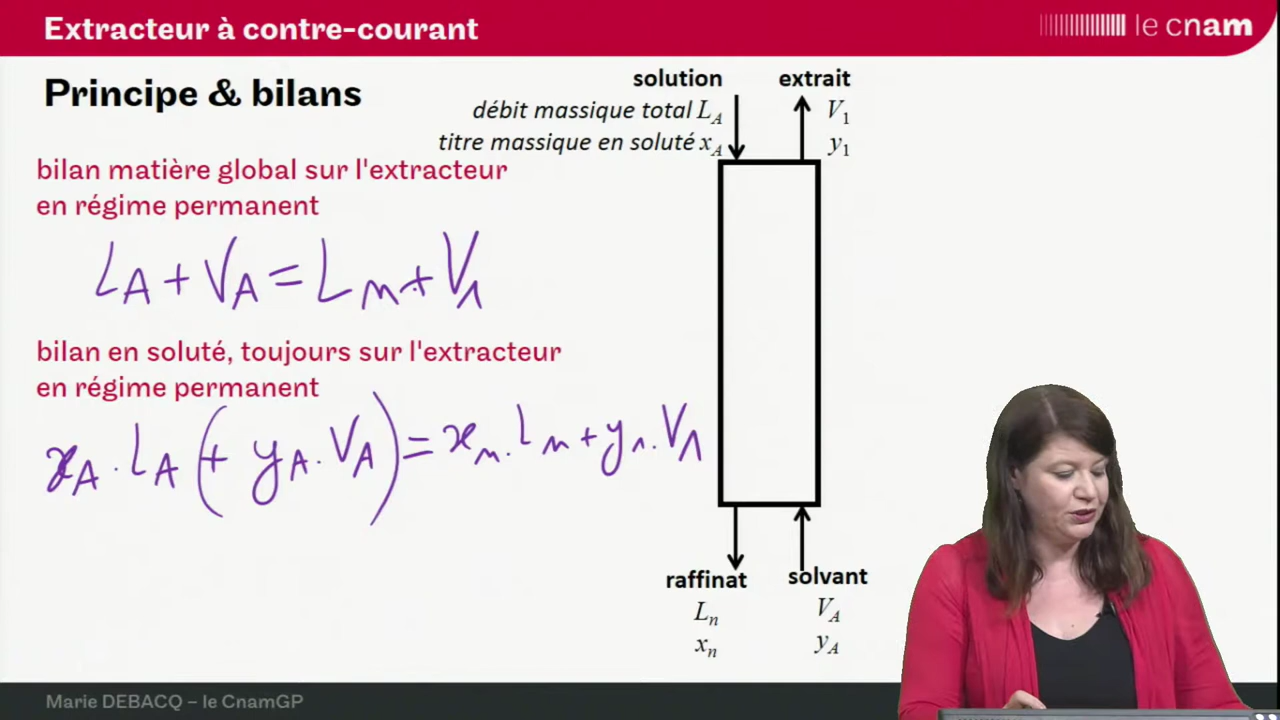 Extracteur à contre-courant
le cnam
Principe & bilans
solution
débit massique total L_A
titre massique en soluté x_A
extrait
V_1
y_1
bilan matière global sur l'extracteur
en régime permanent
L_A + V_A = L_n + V_1
bilan en soluté, toujours sur l'extracteur
en régime permanent
x_A . L_A (+ y_A . V_A) = x_n . L_n + y_1 . V_1
raffinat
L_n
x_n
solvant
V_A
y_A
Marie DEBACQ – le CnamGP